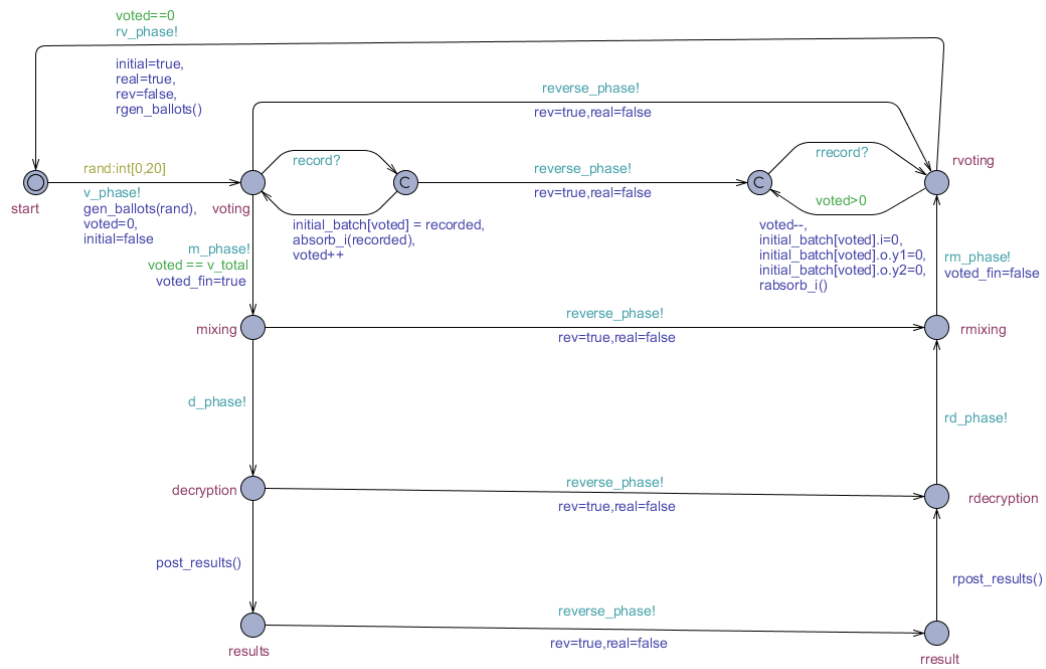 voted==0
rv_phase!
initial=true,
real=true,
rev=false,
rgen_ballots()
reverse_phase!
rev=true,real=false
rand:int[0,20]
record?
reverse_phase!
rev=true,real=false
rrecord?
rvoting
C
C
start
v_phase!
gen_ballots(rand),
voted=0,
initial=false
voting
initial_batch[voted] = recorded,
absorb_i(recorded),
voted++
voted>0
voted--,
initial_batch[voted].i=0,
initial_batch[voted].o.y1=0,
initial_batch[voted].o.y2=0,
rabsorb_i()
m_phase!
voted == v_total
voted_fin=true
rm_phase!
voted_fin=false
mixing
reverse_phase!
rev=true,real=false
rmixing
d_phase!
rd_phase!
decryption
reverse_phase!
rev=true,real=false
rdecryption
post_results()
rpost_results()
results
reverse_phase!
rev=true,real=false
rresult